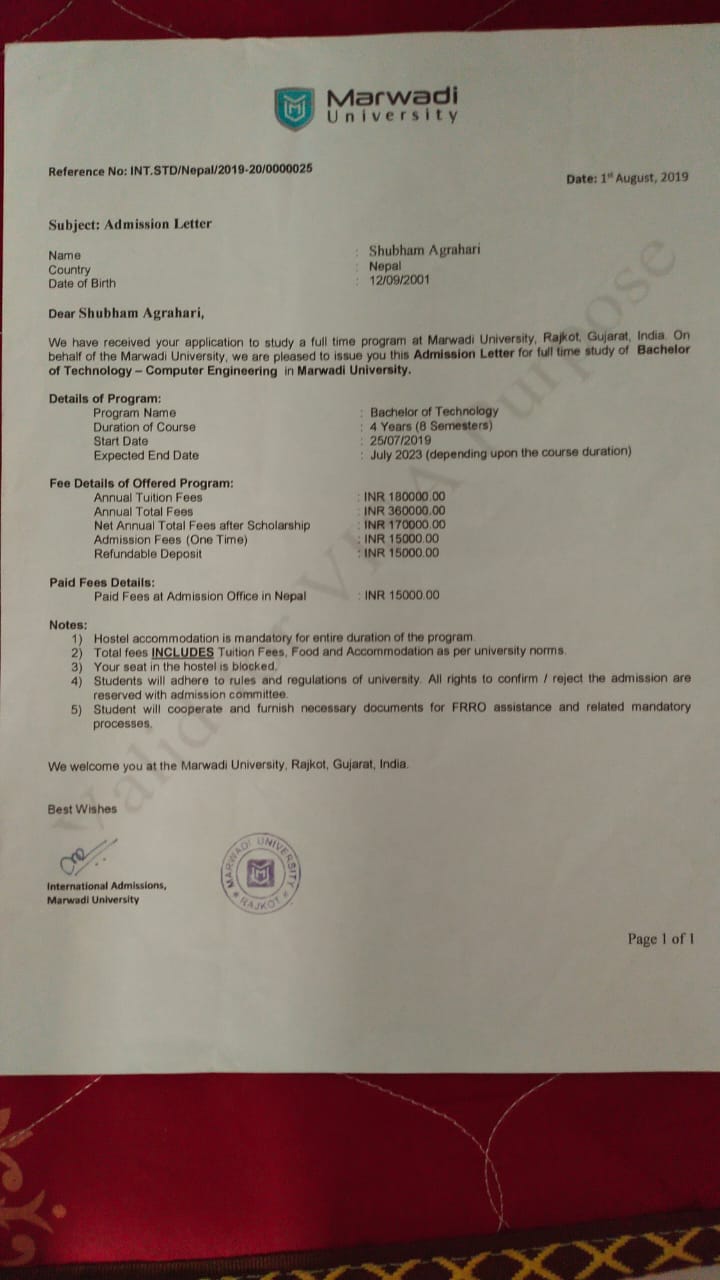 Marwadi
University
Reference No: INT.STD/Nepal/2019-20/0000025
Date: 1st August, 2019
Subject: Admission Letter
Name : Shubham Agrahari
Country : Nepal
Date of Birth : 12/09/2001
Dear Shubham Agrahari,
We have received your application to study a full time program at Marwadi University, Rajkot, Gujarat, India. On
behalf of the Marwadi University, we are pleased to issue you this Admission Letter for full time study of Bachelor
of Technology – Computer Engineering in Marwadi University.
Details of Program:
Program Name : Bachelor of Technology
Duration of Course : 4 Years (8 Semesters)
Start Date : 25/07/2019
Expected End Date : July 2023 (depending upon the course duration)
Fee Details of Offered Program:
Annual Tuition Fees : INR 180000.00
Annual Total Fees : INR 360000.00
Net Annual Total Fees after Scholarship : INR 170000.00
Admission Fees (One Time) : INR 15000.00
Refundable Deposit : INR 15000.00
Paid Fees Details:
Paid Fees at Admission Office in Nepal : INR 15000.00
Notes:
1) Hostel accommodation is mandatory for entire duration of the program.
2) Total fees INCLUDES Tuition Fees, Food and Accommodation as per university norms.
3) Your seat in the hostel is blocked.
4) Students will adhere to rules and regulations of university. All rights to confirm / reject the admission are
reserved with admission committee.
5) Student will cooperate and furnish necessary documents for FRRO assistance and related mandatory
processes.
We welcome you at the Marwadi University, Rajkot, Gujarat, India.
Best Wishes
MARWADI UNIVERSITY
RAJKOT
International Admissions,
Marwadi University
Page 1 of 1